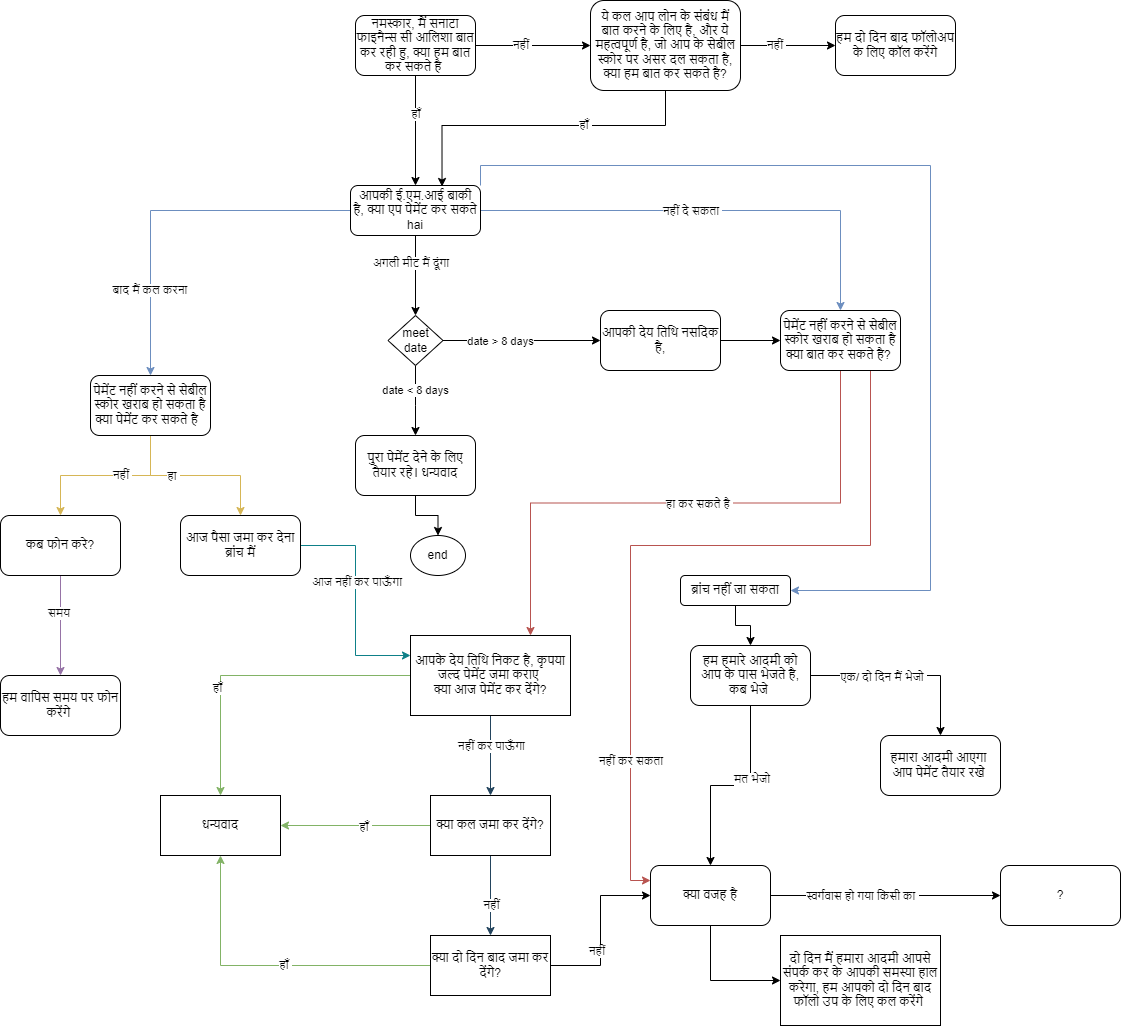 नमस्कार, मैं सनाटा
फाइनैन्स सी आलिशा बात
कर रही हु, क्या हम बात
कर सकते है
नहीं
ये कल आप लोन के संबंध मैं
बात करने के लिए है, और ये
महत्वपूर्ण है, जो आप के सेबील
स्कोर पर असर दल सकता है,
क्या हम बात कर सकते है?
नहीं
हम दो दिन बाद फॉलोअप
के लिए कॉल करेंगे
हाँ
हाँ
आपकी ई.एम.आई बाकी
है, क्या एप पेमेंट कर सकते
hai
नहीं दे सकता
अगली मीट मैं दूंगा
बाद मैं कल करना
meet
date
date > 8 days
आपकी देय तिथि नसदिक
है,
पेमेंट नहीं करने से सेबील
स्कोर खराब हो सकता है
क्या बात कर सकते है?
date < 8 days
पेमेंट नहीं करने से सेबील
स्कोर खराब हो सकता है
क्या पेमेंट कर सकते है
पुरा पेमेंट देने के लिए
तैयार रहे। धन्यवाद
नहीं
हा
हा कर सकते है
कब फोन करे?
आज पैसा जमा कर देना
ब्रांच मैं
end
आज नहीं कर पाऊँगा
ब्रांच नहीं जा सकता
समय
आपके देय तिथि निकट है, कृपया
जल्द पेमेंट जमा कराए
क्या आज पेमेंट कर देंगे?
हम हमारे आदमी को
आप के पास भेजते है,
कब भेजे
एक/ दो दिन मैं भेजो
हम वापिस समय पर फोन
करेंगे
हाँ
नहीं कर पाऊँगा
नहीं कर सकता
हमारा आदमी आएगा
आप पेमेंट तैयार रखे
मत भेजो
धन्यवाद
हाँ
क्या कल जमा कर देंगे?
नहीं
क्या वजह है
स्वर्गवास हो गया किसी का
?
हाँ
क्या दो दिन बाद जमा कर
देंगे?
नहीं
दो दिन मैं हमारा आदमी आपसे
संपर्क कर के आपकी समस्या हाल
करेगा, हम आपको दो दिन बाद
फॉलो उप के लिए कल करेंगे